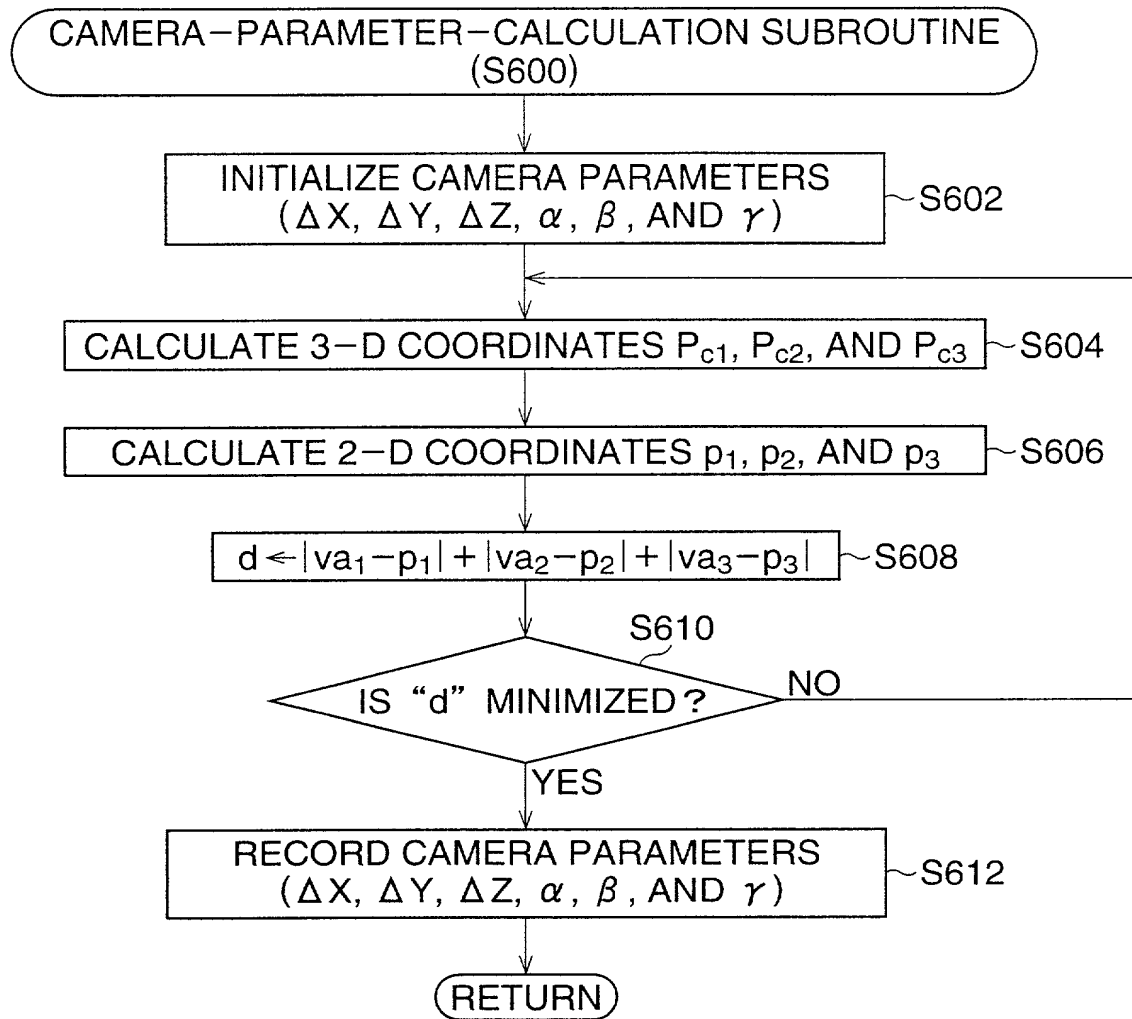 CAMERA-PARAMETER-CALCULATION SUBROUTINE
(S600)
INITIALIZE CAMERA PARAMETERS
(ΔX, ΔY, ΔZ, α, β, AND γ)
S602
CALCULATE 3-D COORDINATES Pc1, Pc2, AND Pc3
S604
CALCULATE 2-D COORDINATES p1, p2, AND p3
S606
d←|va1-p1|+|va2-p2|+|va3-p3|
S608
S610
IS “d” MINIMIZED?
NO
YES
RECORD CAMERA PARAMETERS
(ΔX, ΔY, ΔZ, α, β, AND γ)
S612
RETURN